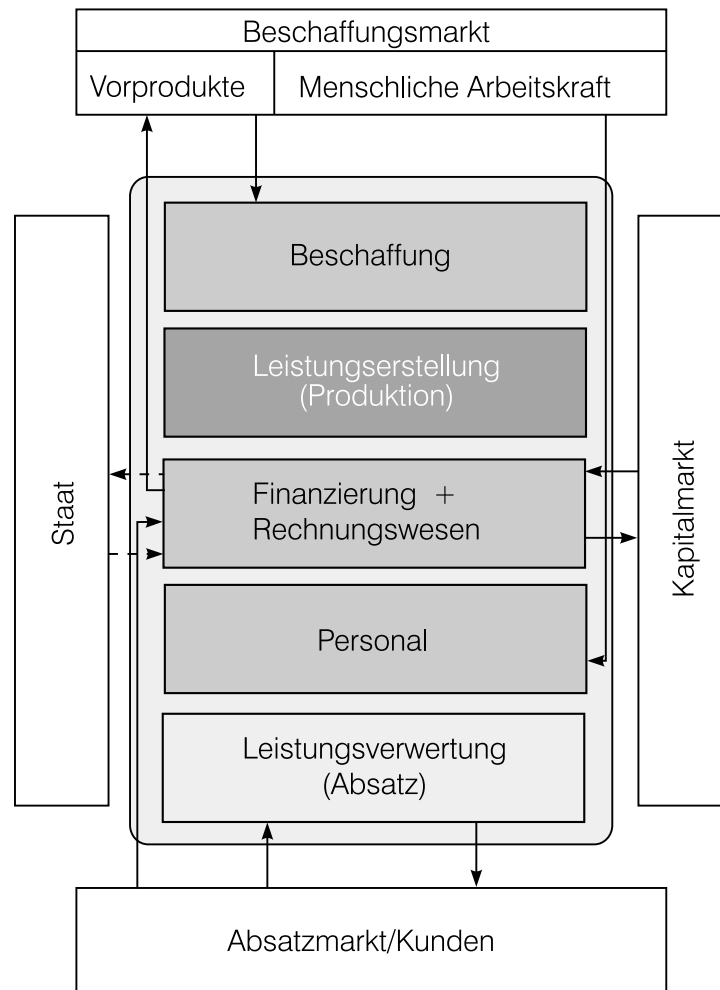 Beschaffungsmarkt
Vorprodukte
Menschliche Arbeitskraft
Beschaffung
Leistungserstellung
(Produktion)
Staat
Finanzierung +
Rechnungswesen
Kapitalmarkt
Personal
Leistungsverwertung
(Absatz)
Absatzmarkt/Kunden